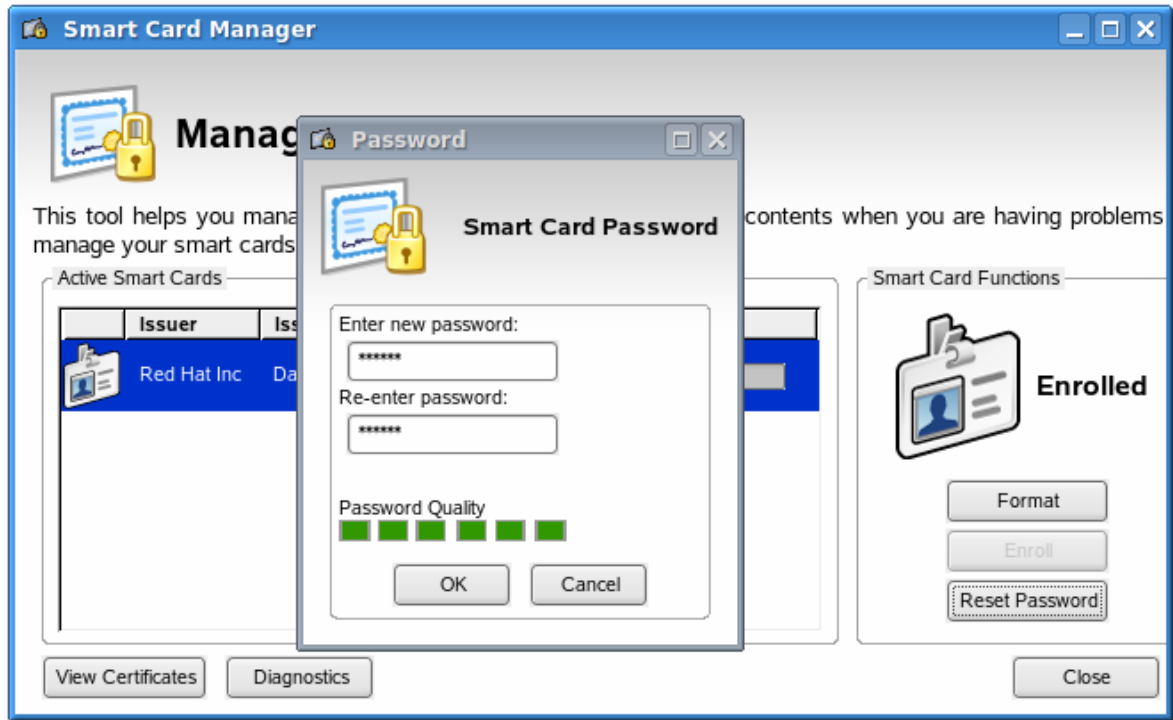 Smart Card Manager
Manag
Password
Smart Card Password
This tool helps you mana
contents when you are having problems
manage your smart cards
Active Smart Cards
Issuer Iss
Red Hat Inc Da
Enter new password:
******
Re-enter password:
******
Password Quality
OK Cancel
Smart Card Functions
Enrolled
Format
Enroll
Reset Password
View Certificates Diagnostics Close